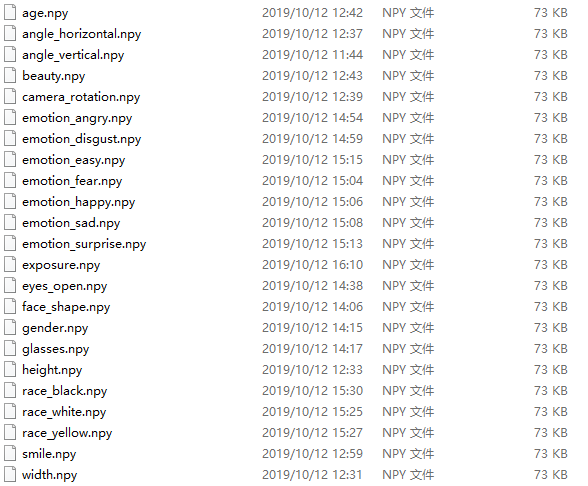 age.npy 2019/10/12 12:42 NPY 文件 73 KB
angle_horizontal.npy 2019/10/12 12:37 NPY 文件 73 KB
angle_vertical.npy 2019/10/12 11:44 NPY 文件 73 KB
beauty.npy 2019/10/12 12:43 NPY 文件 73 KB
camera_rotation.npy 2019/10/12 12:39 NPY 文件 73 KB
emotion_angry.npy 2019/10/12 14:54 NPY 文件 73 KB
emotion_disgust.npy 2019/10/12 14:59 NPY 文件 73 KB
emotion_easy.npy 2019/10/12 15:15 NPY 文件 73 KB
emotion_fear.npy 2019/10/12 15:04 NPY 文件 73 KB
emotion_happy.npy 2019/10/12 15:06 NPY 文件 73 KB
emotion_sad.npy 2019/10/12 15:08 NPY 文件 73 KB
emotion_surprise.npy 2019/10/12 15:13 NPY 文件 73 KB
exposure.npy 2019/10/12 16:10 NPY 文件 73 KB
eyes_open.npy 2019/10/12 14:38 NPY 文件 73 KB
face_shape.npy 2019/10/12 14:06 NPY 文件 73 KB
gender.npy 2019/10/12 14:15 NPY 文件 73 KB
glasses.npy 2019/10/12 14:17 NPY 文件 73 KB
height.npy 2019/10/12 12:33 NPY 文件 73 KB
race_black.npy 2019/10/12 15:30 NPY 文件 73 KB
race_white.npy 2019/10/12 15:25 NPY 文件 73 KB
race_yellow.npy 2019/10/12 15:27 NPY 文件 73 KB
smile.npy 2019/10/12 12:59 NPY 文件 73 KB
width.npy 2019/10/12 12:31 NPY 文件 73 KB